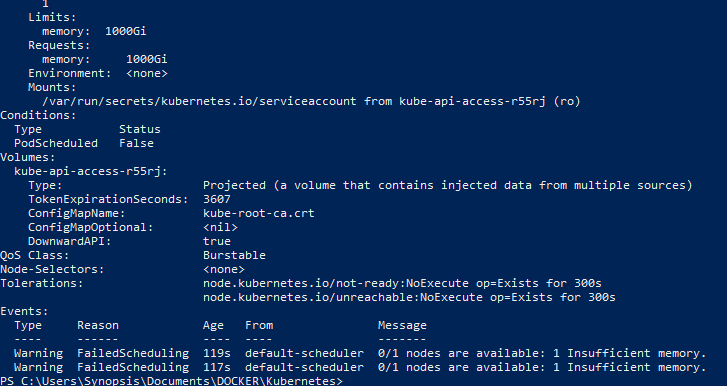 1
Limits:
memory: 1000Gi
Requests:
memory: 1000Gi
Environment: <none>
Mounts:
/var/run/secrets/kubernetes.io/serviceaccount from kube-api-access-r55rj (ro)
Conditions:
Type Status
PodScheduled False
Volumes:
kube-api-access-r55rj:
Type: Projected (a volume that contains injected data from multiple sources)
TokenExpirationSeconds: 3607
ConfigMapName: kube-root-ca.crt
ConfigMapOptional: <nil>
DownwardAPI: true
QoS Class: Burstable
Node-Selectors: <none>
Tolerations: node.kubernetes.io/not-ready:NoExecute op=Exists for 300s
node.kubernetes.io/unreachable:NoExecute op=Exists for 300s
Events:
Type Reason Age From Message
---- ------ ---- ---- -------
Warning FailedScheduling 119s default-scheduler 0/1 nodes are available: 1 Insufficient memory.
Warning FailedScheduling 117s default-scheduler 0/1 nodes are available: 1 Insufficient memory.
PS C:\Users\Synopsis\Documents\DOCKER\Kubernetes>